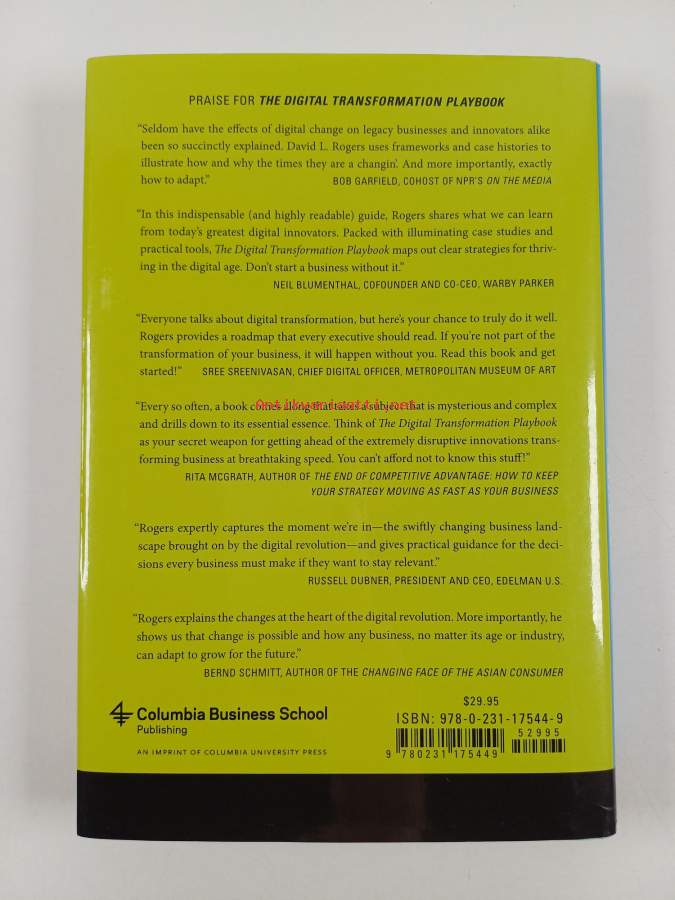 PRAISE FOR THE DIGITAL TRANSFORMATION PLAYBOOK
“Seldom have the effects of digital change on legacy businesses and innovators alike
been so succinctly explained. David L. Rogers uses frameworks and case histories to
illustrate how and why the times they are a changin’. And more importantly, exactly
how to adapt.” BOB GARFIELD, COHOST OF NPR’S ON THE MEDIA
“In this indispensable (and highly readable) guide, Rogers shares what we can learn
from today’s greatest digital innovators. Packed with illuminating case studies and
practical tools, The Digital Transformation Playbook maps out clear strategies for thriv-
ing in the digital age. Don’t start a business without it.”
NEIL BLUMENTHAL, COFOUNDER AND CO-CEO, WARBY PARKER
“Everyone talks about digital transformation, but here’s your chance to truly do it well.
Rogers provides a roadmap that every executive should read. If you’re not part of the
transformation of your business, it will happen without you. Read this book and get
started!” SREE SREENIVASAN, CHIEF DIGITAL OFFICER, METROPOLITAN MUSEUM OF ART
Antikvariaatti.net
“Every so often, a book comes along that takes a subject that is mysterious and complex
and drills down to its essential essence. Think of The Digital Transformation Playbook
as your secret weapon for getting ahead of the extremely disruptive innovations trans-
forming business at breathtaking speed. You can’t afford not to know this stuff!”
RITA MCGRATH, AUTHOR OF THE END OF COMPETITIVE ADVANTAGE: HOW TO KEEP
YOUR STRATEGY MOVING AS FAST AS YOUR BUSINESS
“Rogers expertly captures the moment we’re in—the swiftly changing business land-
scape brought on by the digital revolution—and gives practical guidance for the deci-
sions every business must make if they want to stay relevant.”
RUSSELL DUBNER, PRESIDENT AND CEO, EDELMAN U.S.
“Rogers explains the changes at the heart of the digital revolution. More importantly, he
shows us that change is possible and how any business, no matter its age or industry,
can adapt to grow for the future.”
BERND SCHMITT, AUTHOR OF THE CHANGING FACE OF THE ASIAN CONSUMER
Columbia Business School
Publishing
AN IMPRINT OF COLUMBIA UNIVERSITY PRESS
$29.95
ISBN: 978-0-231-17544-9
52995
9 780231 175449